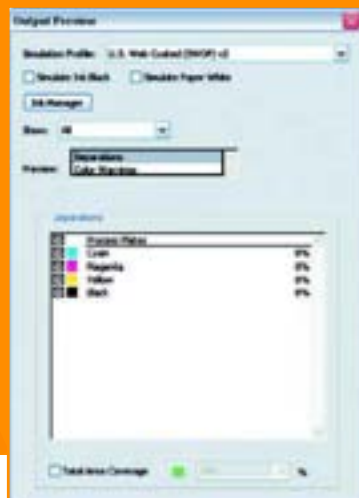 Output Preview
Simulation Profile: U.S. Web Coated (SWOP) v2
Simulate Ink Black Simulate Paper White
Ink Manager
Show: All
Separations
Preview:
Color Warnings
Separations
Process Plates
Cyan 0%
Magenta 0%
Yellow 0%
Black 0%
Total Area Coverage %